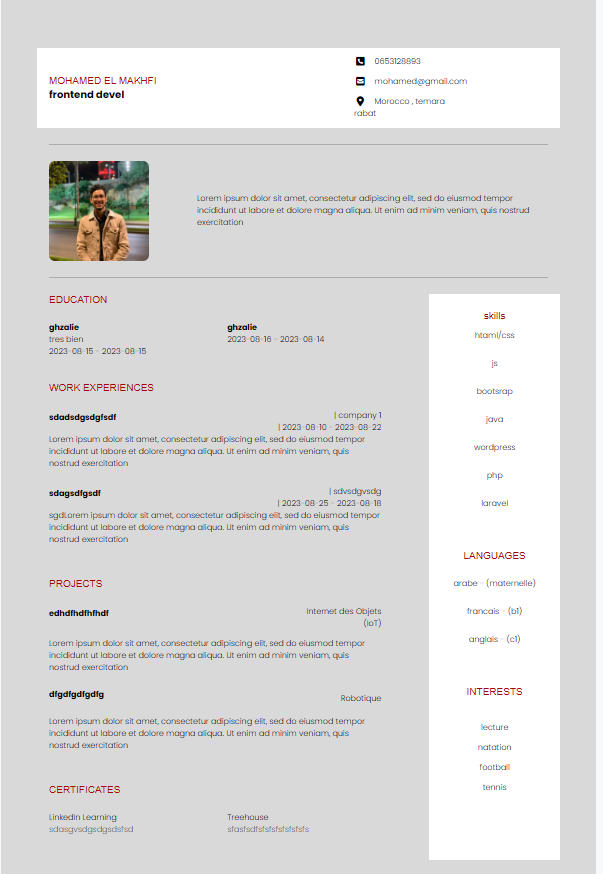 MOHAMED EL MAKHFI
frontend devel
0653128893
mohamed@gmail.com
Morocco , temara
rabat
Lorem ipsum dolor sit amet, consectetur adipiscing elit, sed do eiusmod tempor
incididunt ut labore et dolore magna aliqua. Ut enim ad minim veniam, quis nostrud
exercitation
EDUCATION
ghzalie
tres bien
2023-08-15 - 2023-08-15
ghzalie
2023-08-16 - 2023-08-14
WORK EXPERIENCES
sdadsdgsdgfsdf
| company 1
| 2023-08-10 - 2023-08-22
Lorem ipsum dolor sit amet, consectetur adipiscing elit, sed do eiusmod tempor
incididunt ut labore et dolore magna aliqua. Ut enim ad minim veniam, quis
nostrud exercitation
sdagsdfgsdf
| sdvsdgvsdg
| 2023-08-25 - 2023-08-18
sgdLorem ipsum dolor sit amet, consectetur adipiscing elit, sed do eiusmod tempor
incididunt ut labore et dolore magna aliqua. Ut enim ad minim veniam, quis
nostrud exercitation
PROJECTS
edhdfhdfhfhdf
Internet des Objets
(IoT)
Lorem ipsum dolor sit amet, consectetur adipiscing elit, sed do eiusmod tempor
incididunt ut labore et dolore magna aliqua. Ut enim ad minim veniam, quis
nostrud exercitation
dfgdfgdfgdfg
Robotique
Lorem ipsum dolor sit amet, consectetur adipiscing elit, sed do eiusmod tempor
incididunt ut labore et dolore magna aliqua. Ut enim ad minim veniam, quis
nostrud exercitation
CERTIFICATES
LinkedIn Learning
sdasgvsdgsdgsdsfsd
Treehouse
sfasfsdfsfsfsfsfsfsfsfs
skills
htaml/css
js
bootsrap
java
wordpress
php
laravel
LANGUAGES
arabe - (maternelle)
francais - (b1)
anglais - (c1)
INTERESTS
lecture
natation
football
tennis